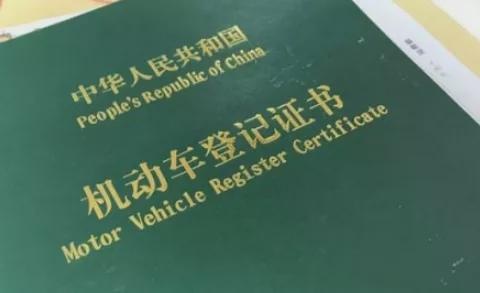 中华人民共和国
People's Republic of China
机动车登记证书
Motor Vehicle Register Certificate